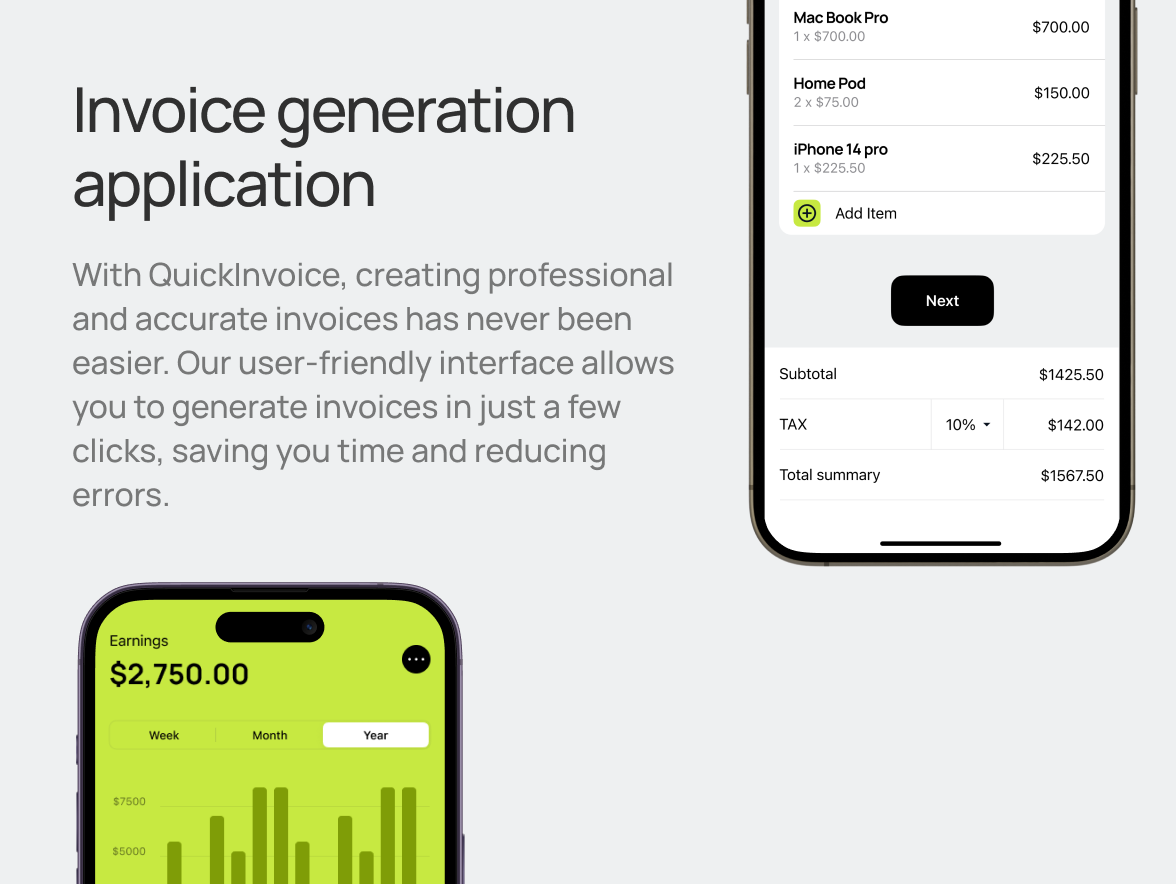 Invoice generation
application
With QuickInvoice, creating professional
and accurate invoices has never been
easier. Our user-friendly interface allows
you to generate invoices in just a few
clicks, saving you time and reducing
errors.
Mac Book Pro
1 x $700.00
$700.00
Home Pod
2 x $75.00
$150.00
iPhone 14 pro
1 x $225.50
$225.50
Add Item
Next
Subtotal $1425.50
TAX 10% $142.00
Total summary $1567.50
Earnings
$2,750.00
Week Month Year
$7500
$5000